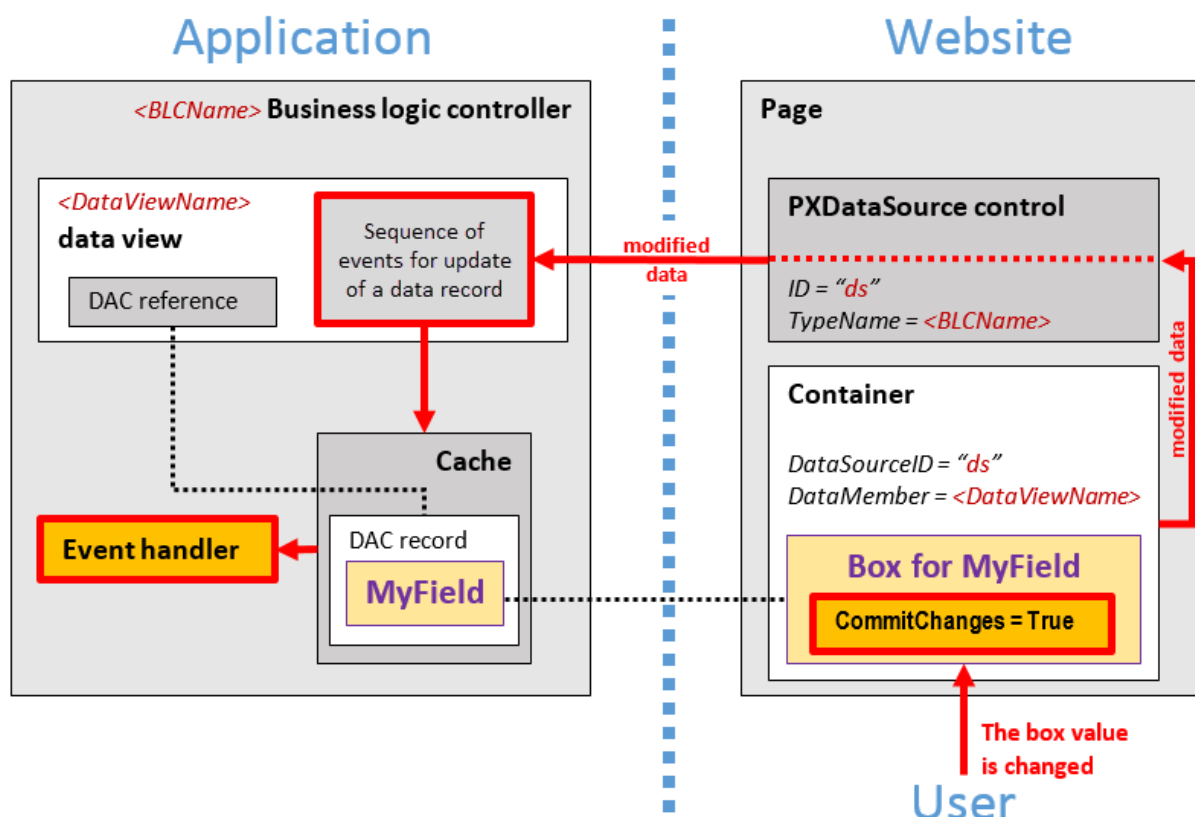 Application
Website
<BLCName> Business logic controller
<DataViewName>
data view
DAC reference
Sequence of
events for update
of a data record
Cache
DAC record
MyField
Event handler
modified
data
Page
PXDataSource control
ID = “ds”
TypeName = <BLCName>
modified data
Container
DataSourceID = “ds”
DataMember = <DataViewName>
Box for MyField
CommitChanges = True
The box value
is changed
User